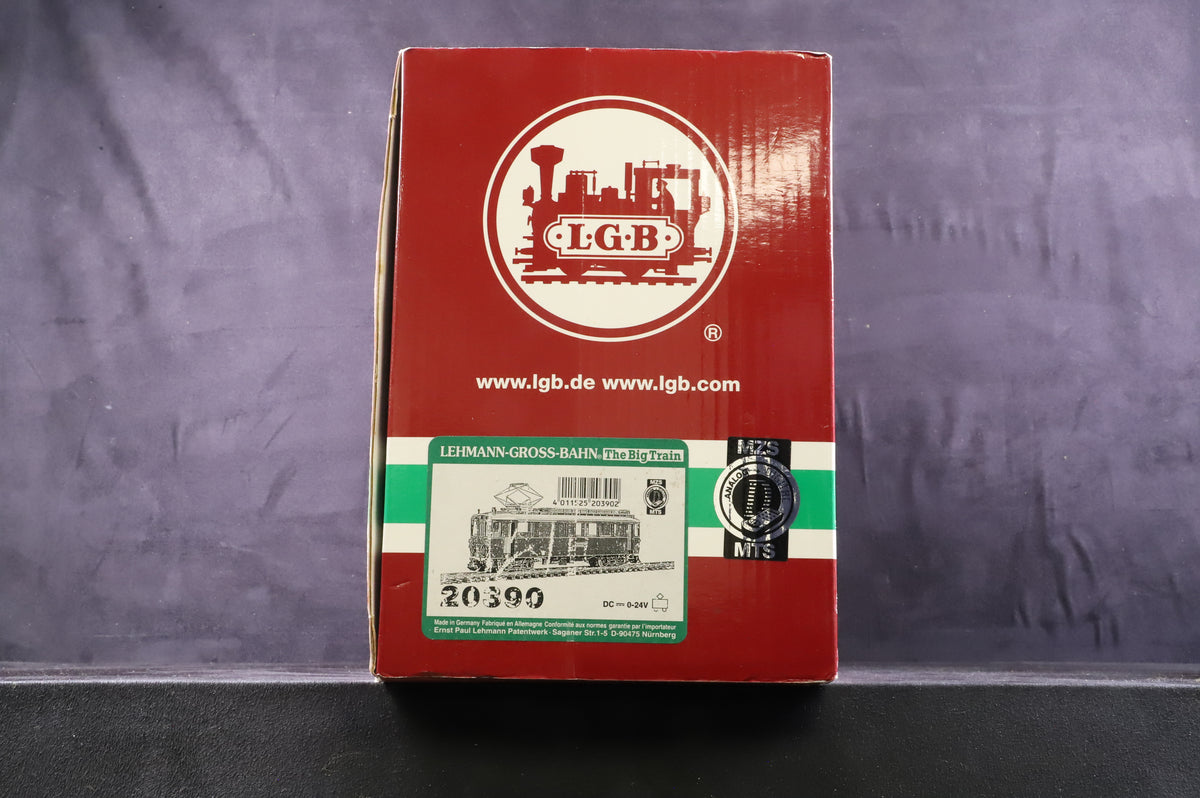 L·G·B
®
www.lgb.de www.lgb.com
LEHMANN-GROSS-BAHN® The Big Train
4 011525 203902
MZS
MTS
20390
DC 0-24V
Made in Germany Fabriqué en Allemagne Conformité aux normes garantie par l'importateur
Ernst Paul Lehmann Patentwerk · Saganer Str.1-5 D-90475 Nürnberg
MZS
ANALOG
MTS